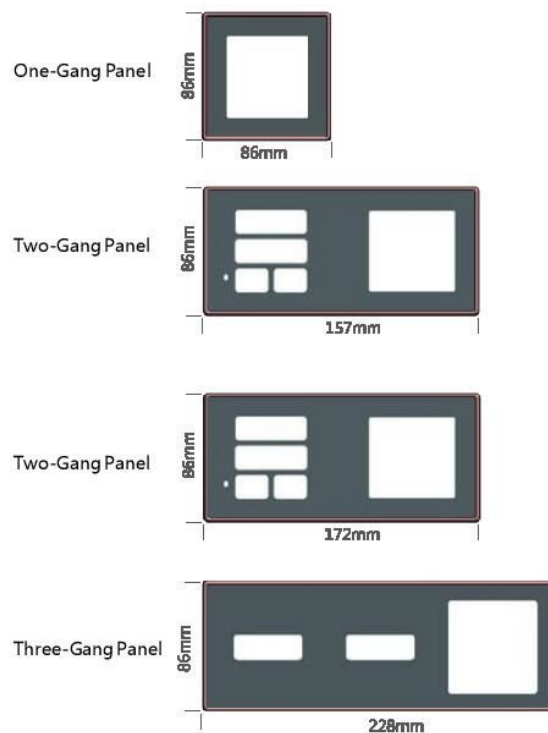 One-Gang Panel
86mm
86mm
Two-Gang Panel
86mm
157mm
Two-Gang Panel
86mm
172mm
Three-Gang Panel
86mm
228mm